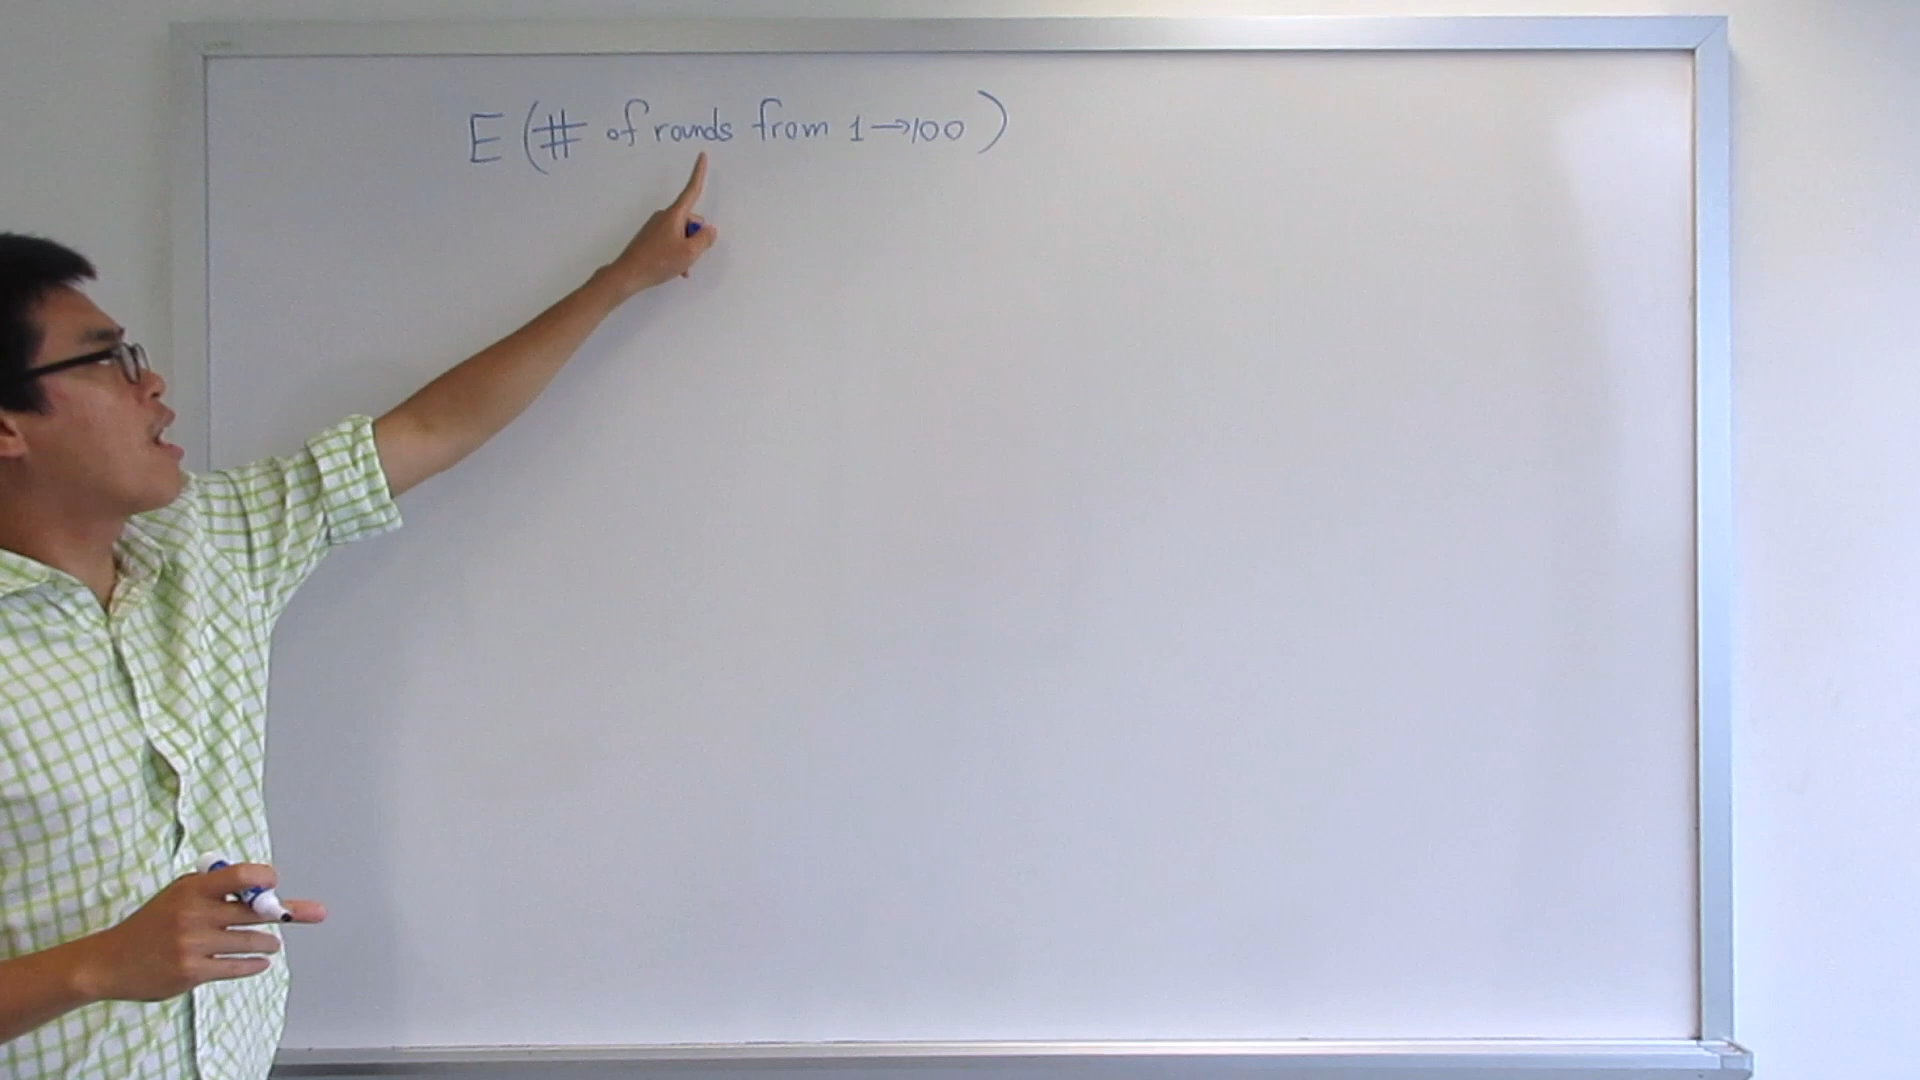 E (# of rounds from 1→100)